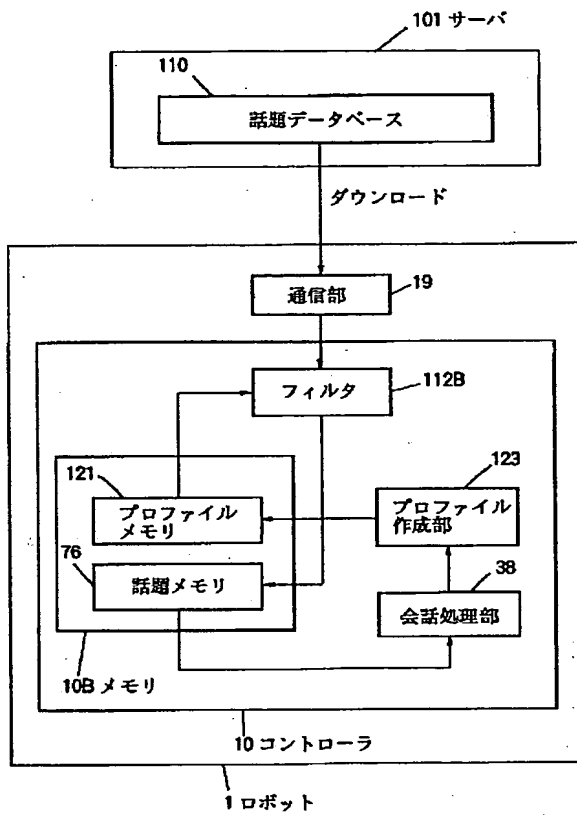 101 サーバ
110
話題データベース
ダウンロード
通信部
19
フィルタ
112B
121
プロファイル
メモリ
123
プロファイル
作成部
76
話題メモリ
38
会話処理部
10B メモリ
10 コントローラ
1 ロボット